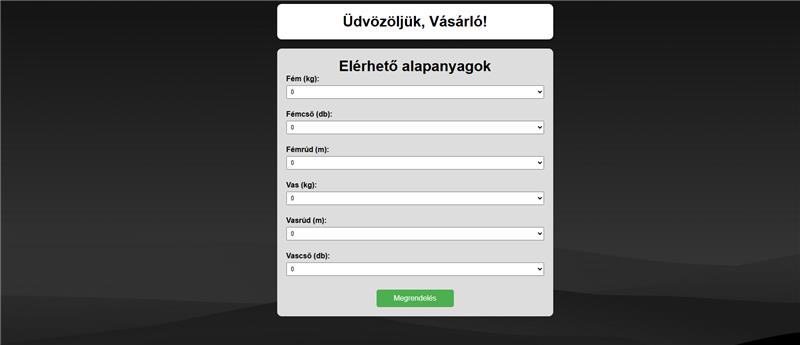 Üdvözöljük, Vásárló!
Elérhető alapanyagok
Fém (kg):
0
Fémcső (db):
0
Fémrúd (m):
0
Vas (kg):
0
Vasrúd (m):
0
Vascső (db):
0
Megrendelés